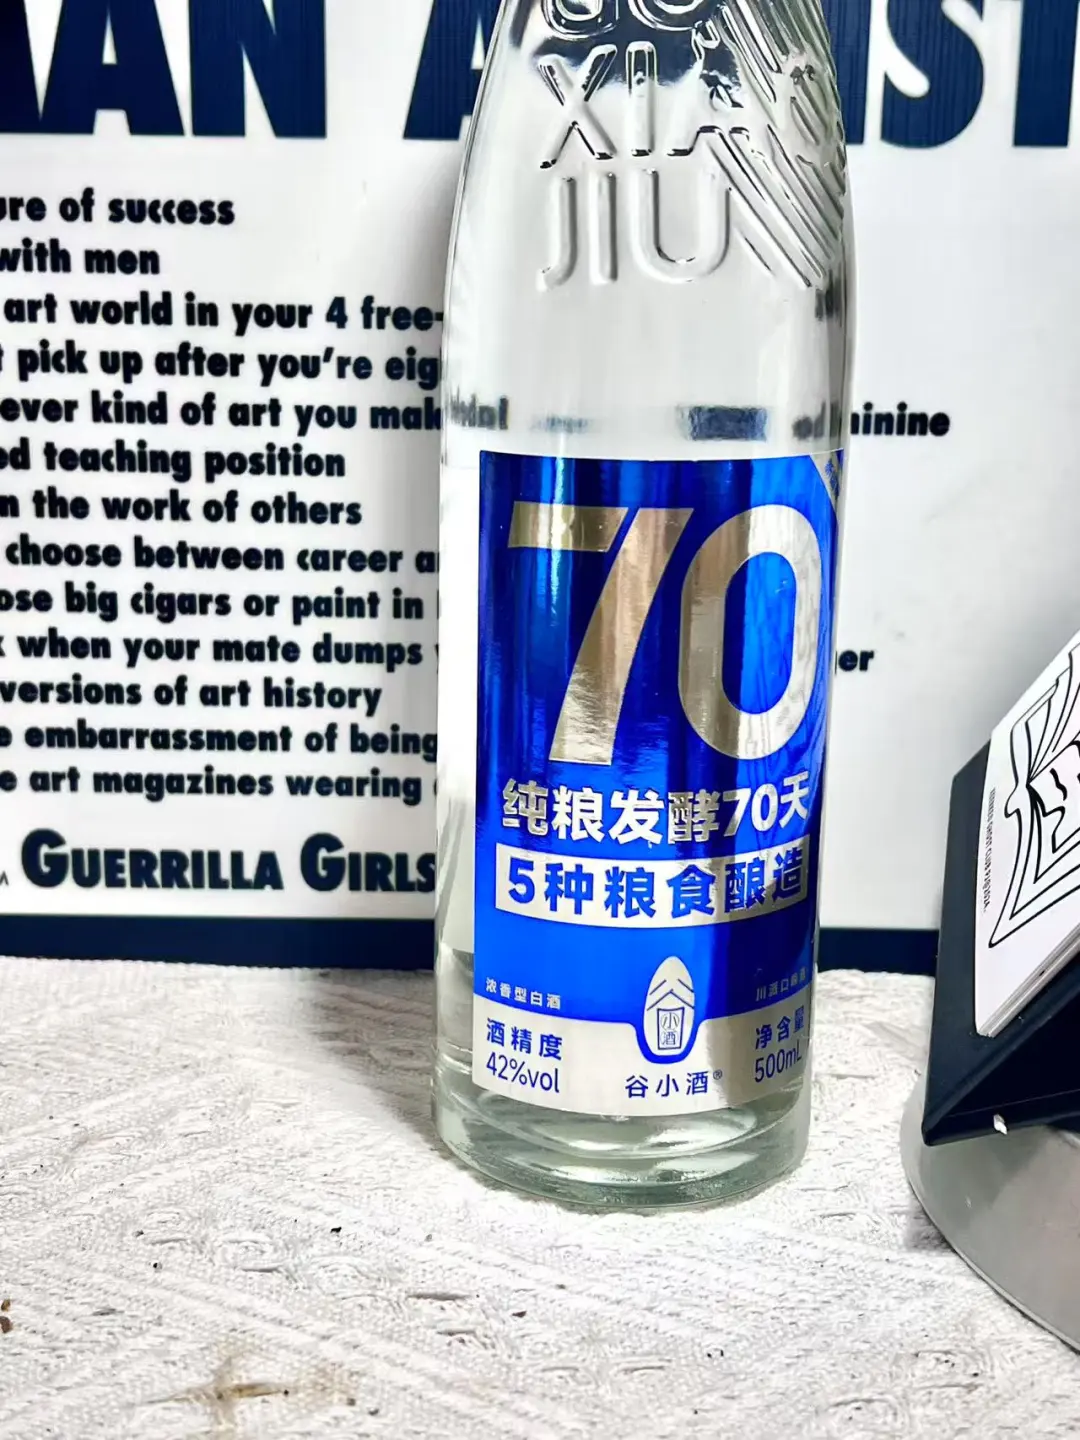 MAN A
IST
ure of success
with men
art world in your 4 free-
pick up after you're eig
ever kind of art you mak
inine
ed teaching position
n the work of others
choose between career a
ose big cigars or paint in
when your mate dumps
er
versions of art history
e embarrassment of being
e art magazines wearing
GUERRILLA GIRLS
GU
XIAO
JIU
70
纯粮发酵70天
5种粮食酿造
浓香型白酒
酒精度
42%vol
小酒
谷小酒®
净含量
500mL